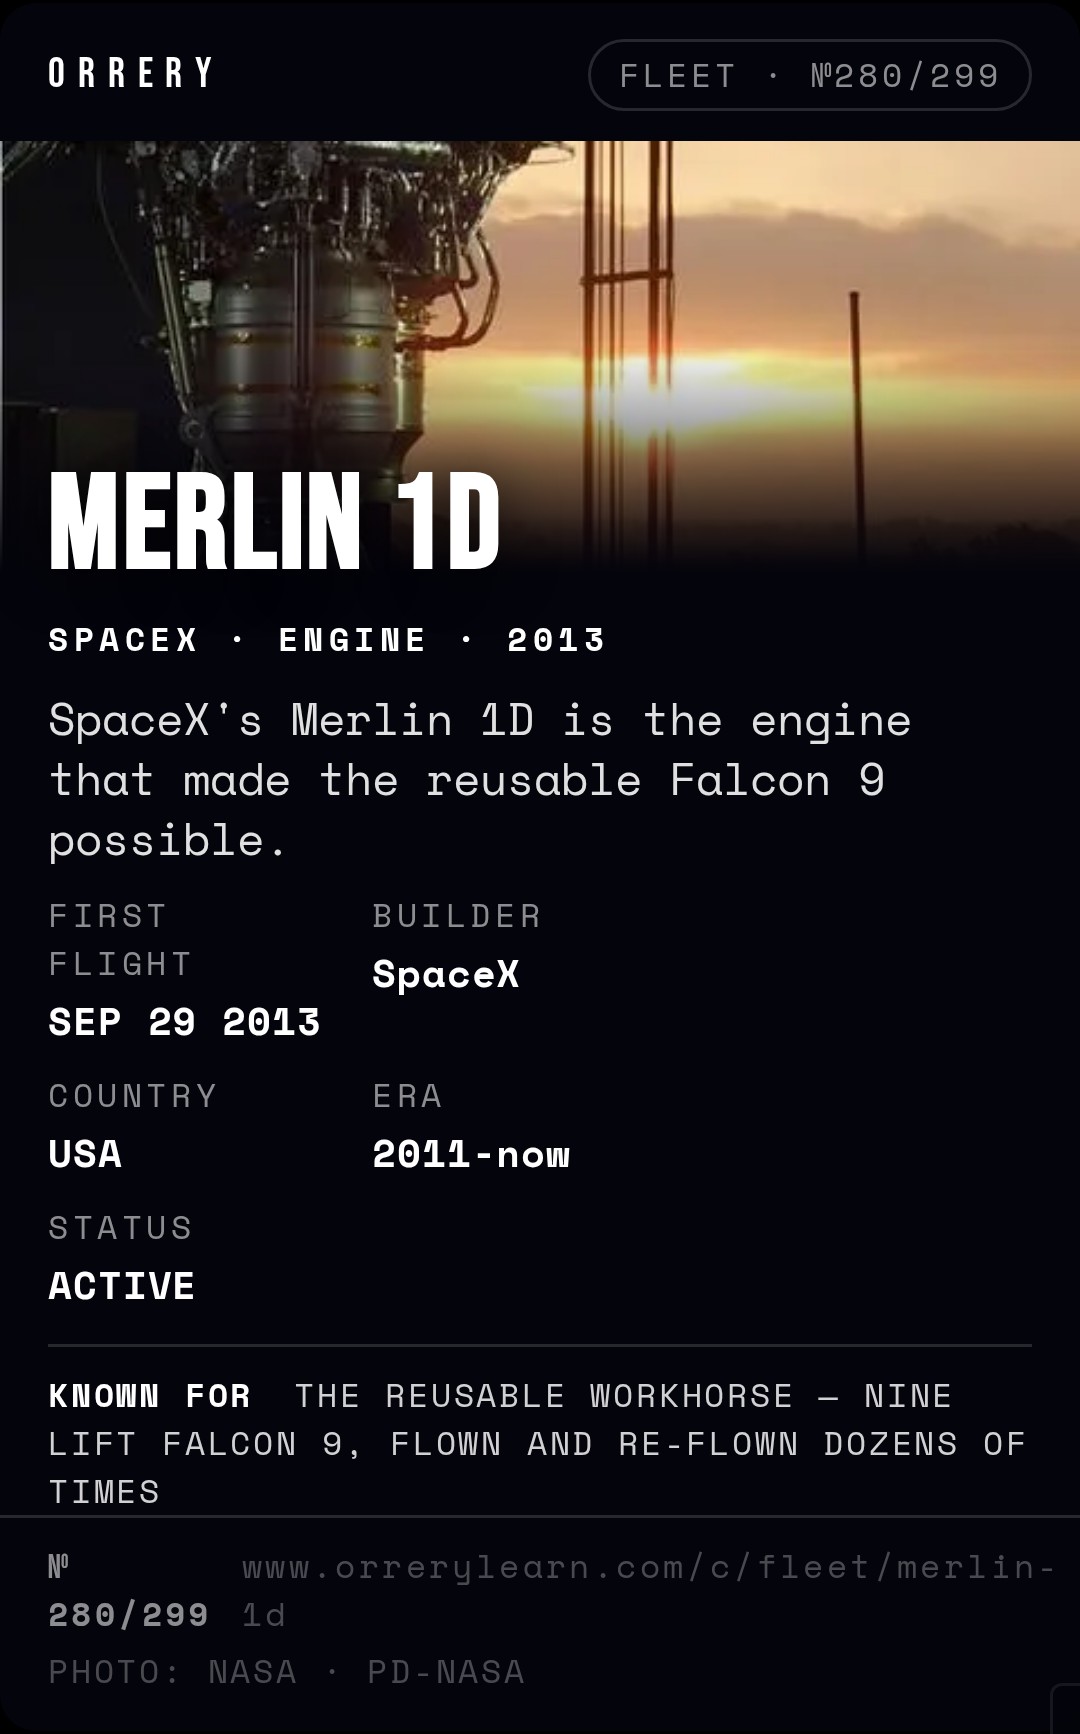 ORRERY
FLEET · №280/299
MERLIN 1D
SPACEX · ENGINE · 2013
SpaceX's Merlin 1D is the engine
that made the reusable Falcon 9
possible.
FIRST
FLIGHT
SEP 29 2013
BUILDER
SpaceX
COUNTRY
USA
ERA
2011-now
STATUS
ACTIVE
KNOWN FOR THE REUSABLE WORKHORSE — NINE
LIFT FALCON 9, FLOWN AND RE-FLOWN DOZENS OF
TIMES
№
280/299
www.orrerylearn.com/c/fleet/merlin-
1d
PHOTO: NASA · PD-NASA